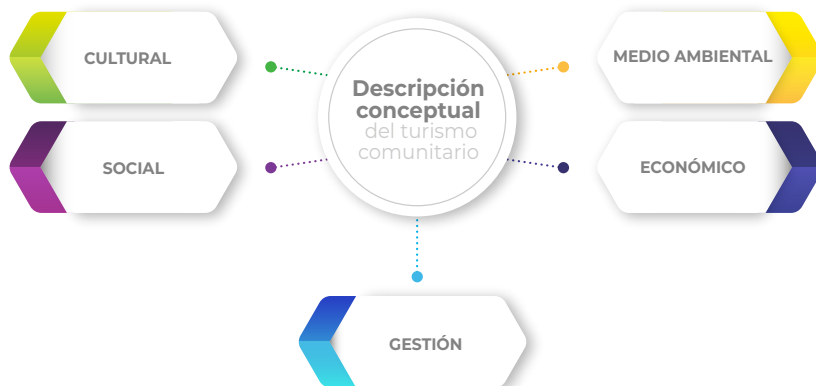 CULTURAL
SOCIAL
Descripción
conceptual
del turismo
comunitario
MEDIO AMBIENTAL
ECONÓMICO
GESTIÓN